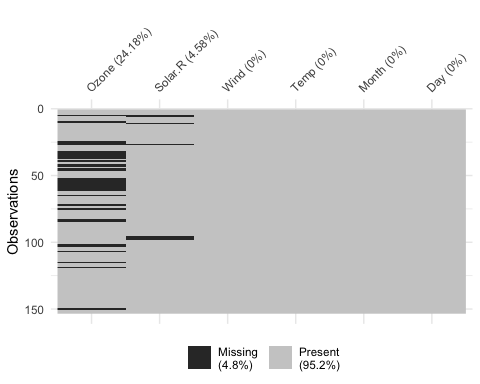 Ozone (24.18%)
Solar.R (4.58%)
Wind (0%)
Temp (0%)
Month (0%)
Day (0%)
0
50
100
150
Observations
Missing
(4.8%)
Present
(95.2%)